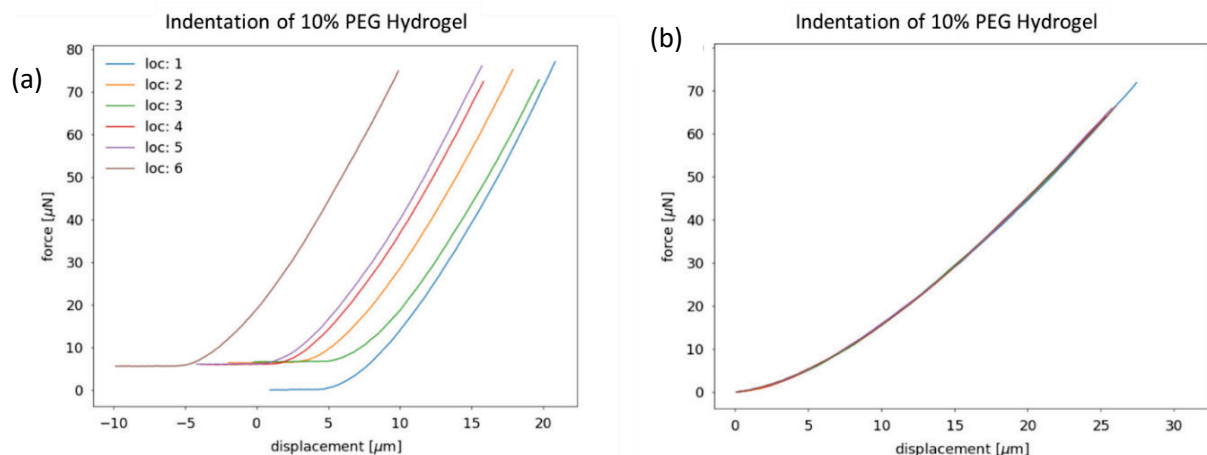 (a)
Indentation of 10% PEG Hydrogel
80
70
60
50
40
30
20
10
0
force [μN]
loc: 1
loc: 2
loc: 3
loc: 4
loc: 5
loc: 6
−10
−5
0
5
10
15
20
displacement [μm]
(b)
Indentation of 10% PEG Hydrogel
80
70
60
50
40
30
20
10
0
force [μN]
0
5
10
15
20
25
30
displacement [μm]